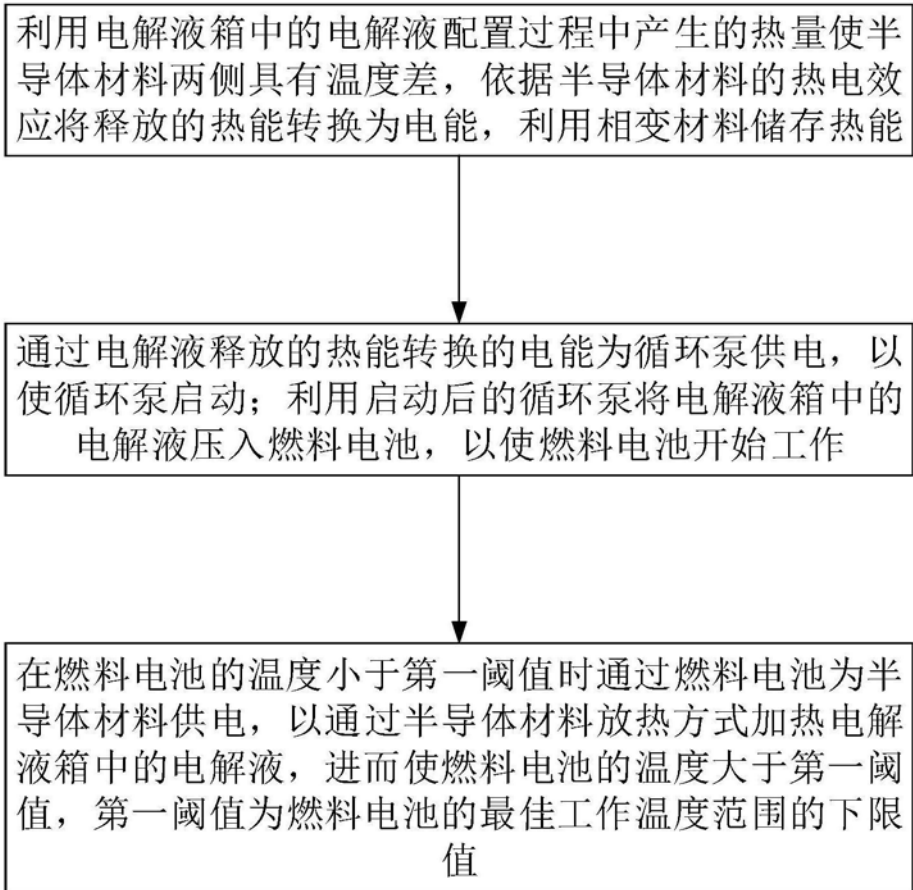 利用电解液箱中的电解液配置过程中产生的热量使半
导体材料两侧具有温度差，依据半导体材料的热电效
应将释放的热能转换为电能，利用相变材料储存热能
通过电解液释放的热能转换的电能为循环泵供电，以
使循环泵启动；利用启动后的循环泵将电解液箱中的
电解液压入燃料电池，以使燃料电池开始工作
在燃料电池的温度小于第一阈值时通过燃料电池为半
导体材料供电，以通过半导体材料放热方式加热电解
液箱中的电解液，进而使燃料电池的温度大于第一阈
值，第一阈值为燃料电池的最佳工作温度范围的下限
值